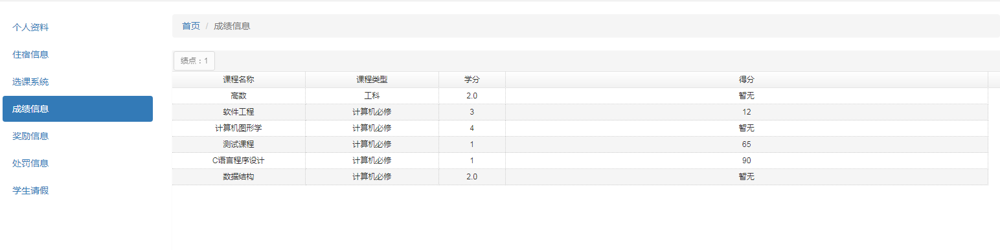 个人资料
住宿信息
选课系统
成绩信息
奖励信息
处罚信息
学生请假
首页 / 成绩信息
绩点：1
课程名称 课程类型 学分 得分
高数 工科 2.0 暂无
软件工程 计算机必修 3 12
计算机图形学 计算机必修 4 暂无
测试课程 计算机必修 1 65
C语言程序设计 计算机必修 1 90
数据结构 计算机必修 2.0 暂无